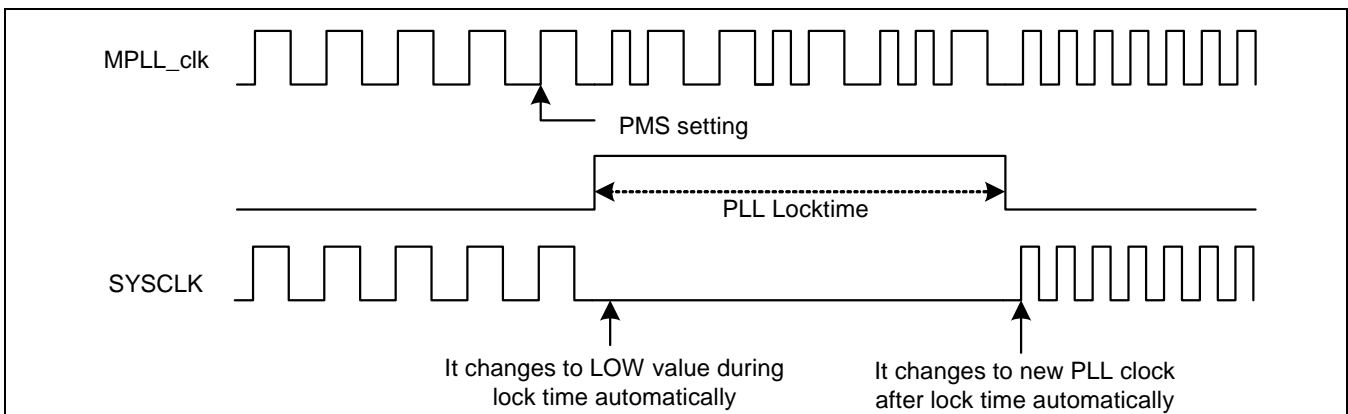 MPLL_clk
PMS setting
PLL Locktime
SYSCLK
It changes to LOW value during
lock time automatically
It changes to new PLL clock
after lock time automatically